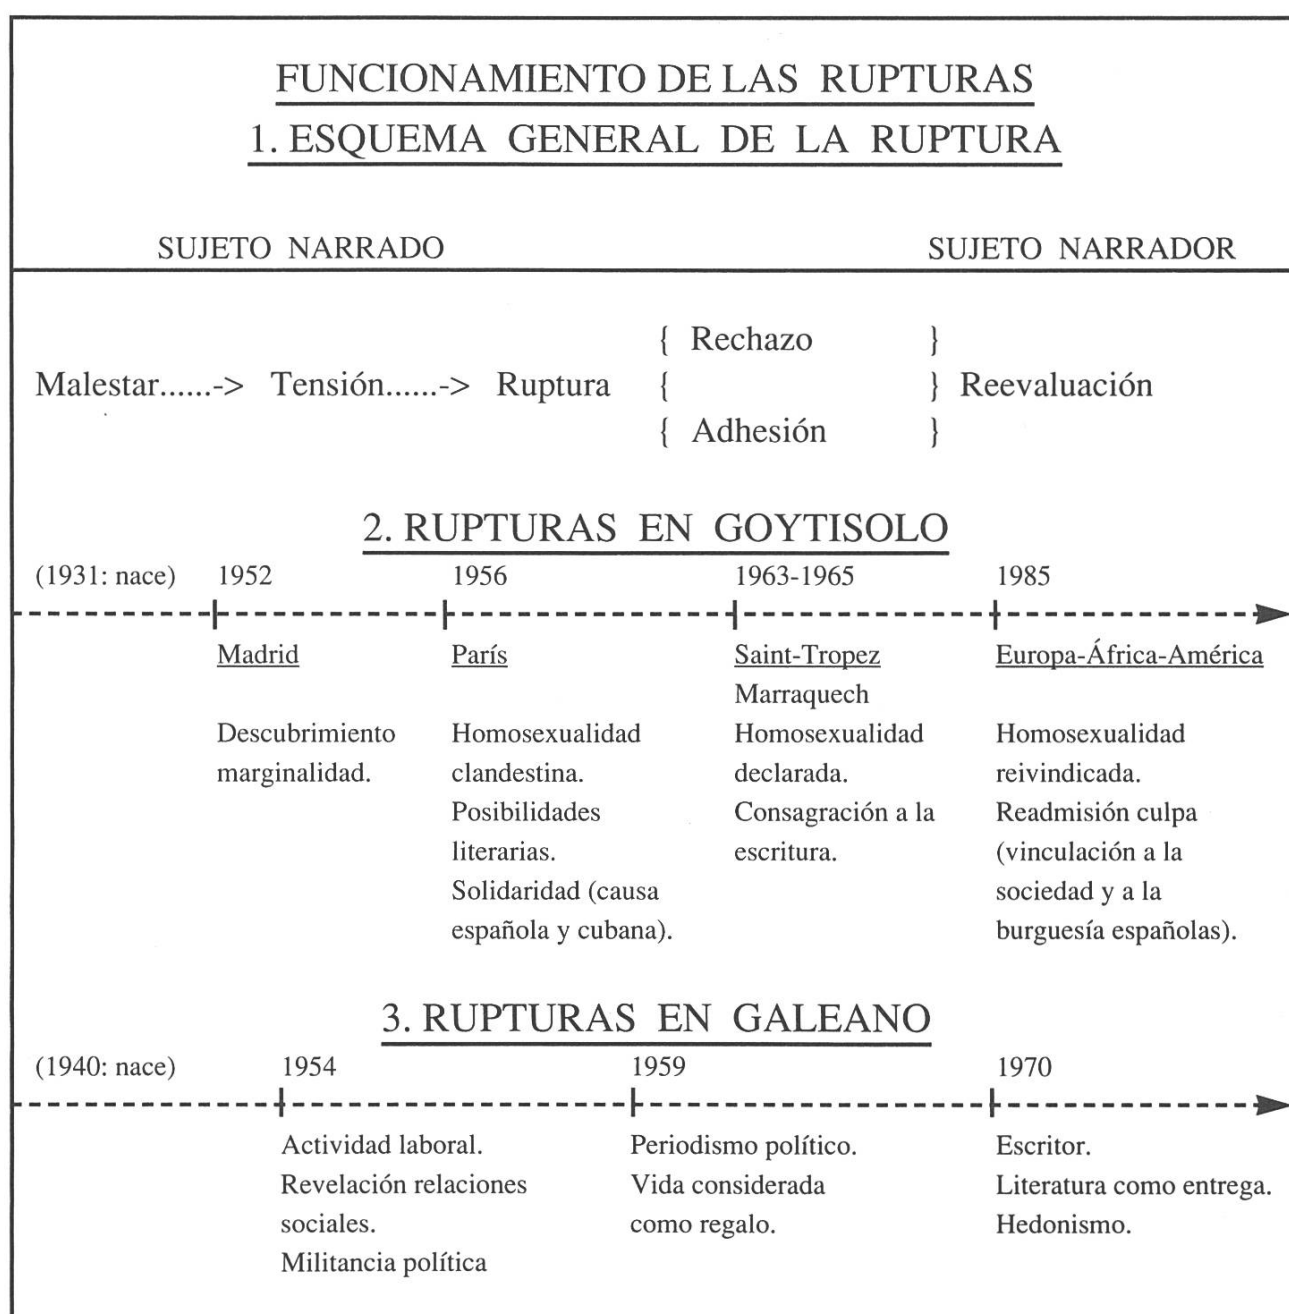 FUNCIONAMIENTO DE LAS RUPTURAS
1. ESQUEMA GENERAL DE LA RUPTURA
SUJETO NARRADO SUJETO NARRADOR
{ Rechazo }
Malestar......-> Tensión......-> Ruptura { } Reevaluación
{ Adhesión }
2. RUPTURAS EN GOYTISOLO
(1931: nace) 1952 1956 1963-1965 1985
Madrid París Saint-Tropez Europa-África-América
Marraquech
Descubrimiento Homosexualidad Homosexualidad Homosexualidad
marginalidad. clandestina. declarada. reivindicada.
Posibilidades Consagración a la Readmisión culpa
literarias. escritura. (vinculación a la
Solidaridad (causa sociedad y a la
española y cubana). burguesía españolas).
3. RUPTURAS EN GALEANO
(1940: nace) 1954 1959 1970
Actividad laboral. Periodismo político. Escritor.
Revelación relaciones Vida considerada Literatura como entrega.
sociales. como regalo. Hedonismo.
Militancia política